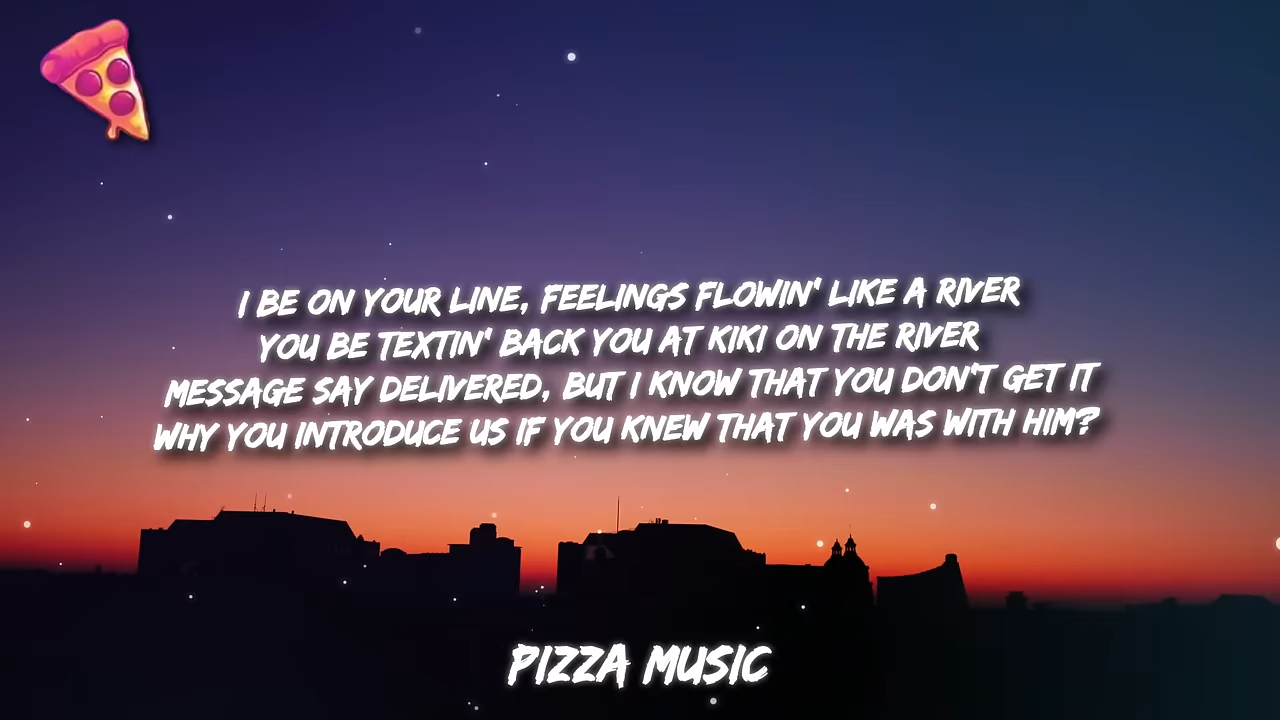 I BE ON YOUR LINE, FEELINGS FLOWIN' LIKE A RIVER
YOU BE TEXTIN' BACK YOU AT KIKI ON THE RIVER
MESSAGE SAY DELIVERED, BUT I KNOW THAT YOU DON'T GET IT
WHY YOU INTRODUCE US IF YOU KNEW THAT YOU WAS WITH HIM?
PIZZA MUSIC